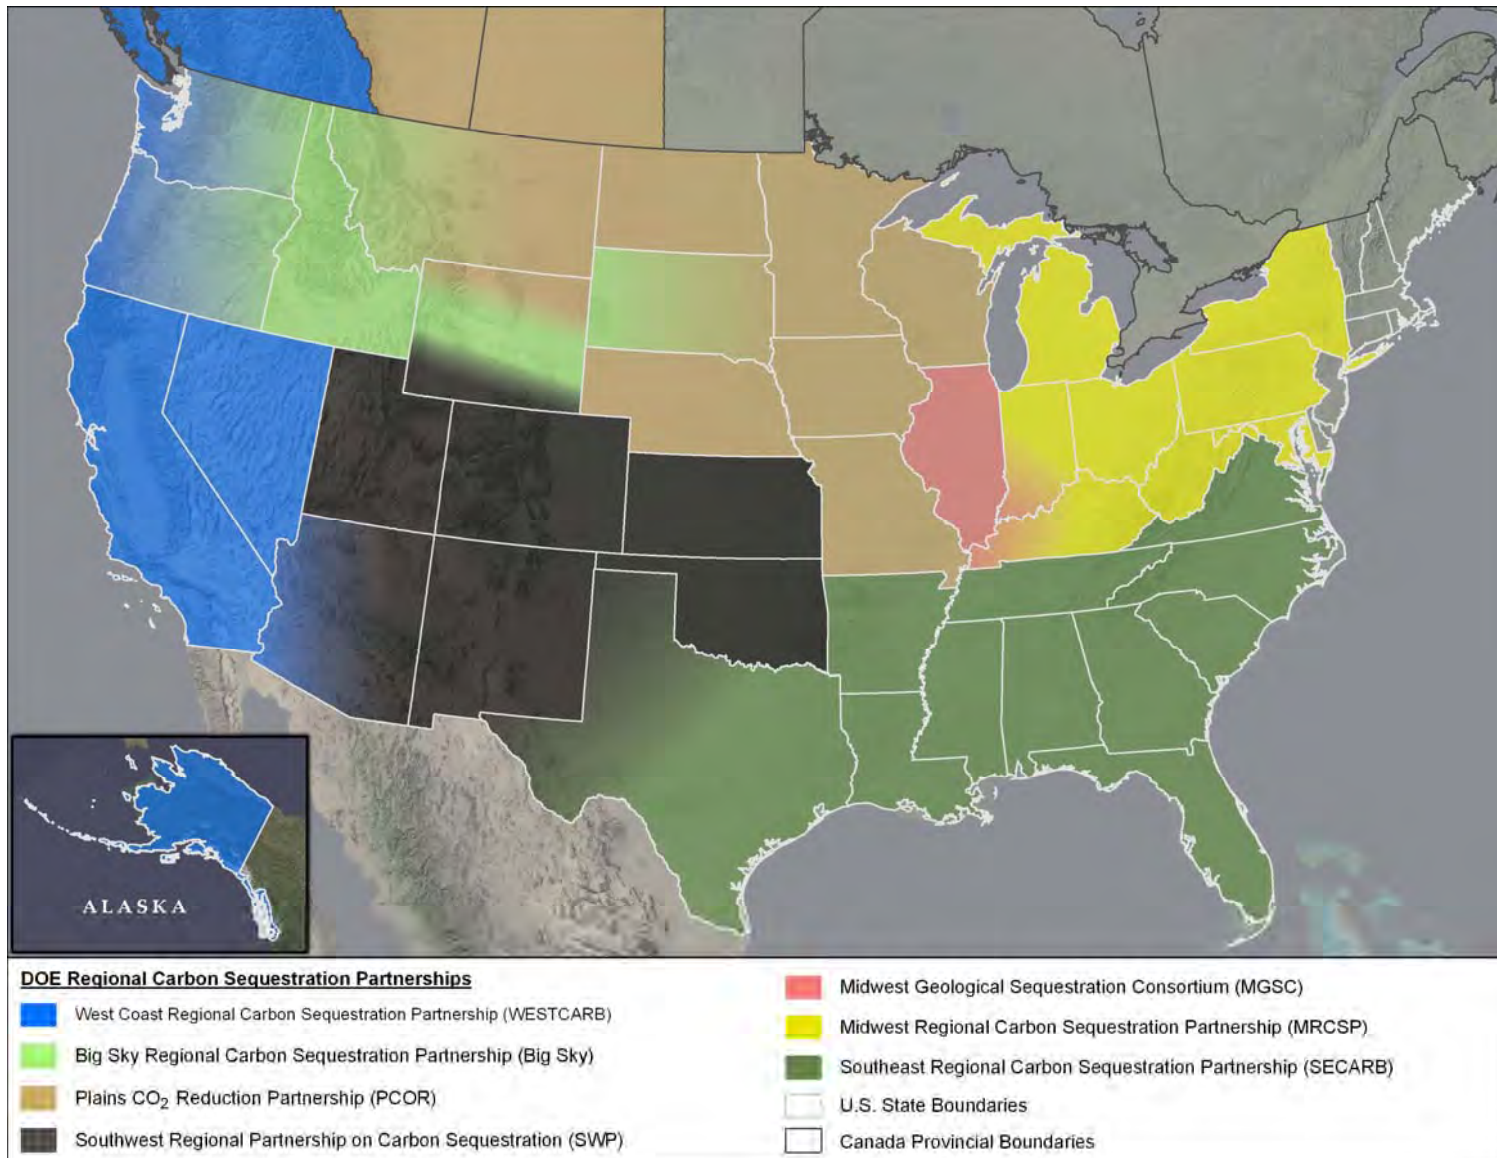 ALASKA
DOE Regional Carbon Sequestration Partnerships
West Coast Regional Carbon Sequestration Partnership (WESTCARB)
Big Sky Regional Carbon Sequestration Partnership (Big Sky)
Plains CO₂ Reduction Partnership (PCOR)
Southwest Regional Partnership on Carbon Sequestration (SWP)
Midwest Geological Sequestration Consortium (MGSC)
Midwest Regional Carbon Sequestration Partnership (MRCSP)
Southeast Regional Carbon Sequestration Partnership (SECARB)
U.S. State Boundaries
Canada Provincial Boundaries